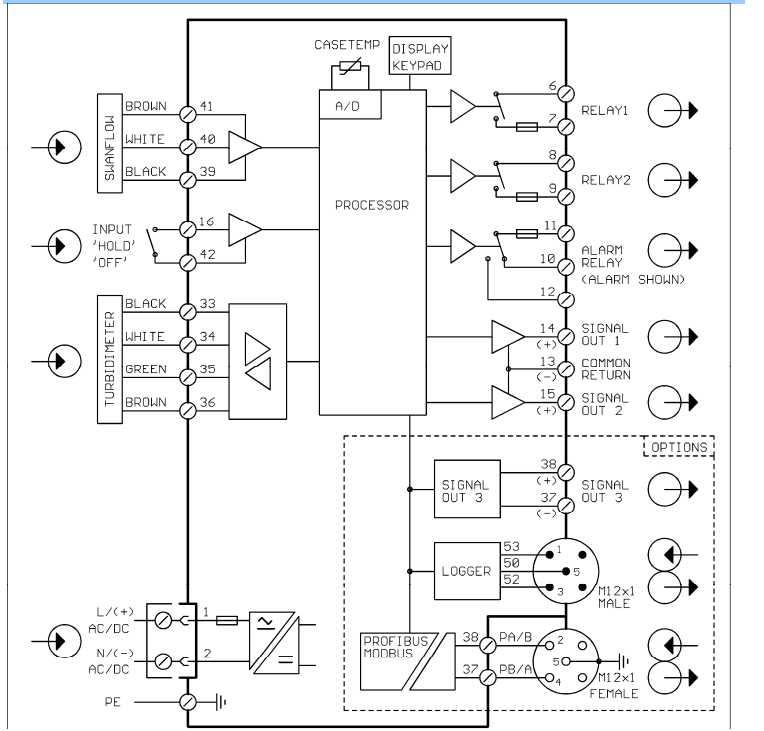 CASETEMP
DISPLAY
KEYPAD
A/D
PROCESSOR
SWANFLOW
BROWN
41
WHITE
40
BLACK
39
INPUT
'HOLD'
'OFF'
16
42
TURBIDIMETER
BLACK
33
WHITE
34
GREEN
35
BROWN
36
6
7
RELAY1
8
9
RELAY2
11
10
12
ALARM
RELAY
(ALARM SHOWN)
14
(+)
SIGNAL
OUT 1
13
(-)
COMMON
RETURN
15
(+)
SIGNAL
OUT 2
OPTIONS
SIGNAL
OUT 3
38
(+)
37
(-)
SIGNAL
OUT 3
LOGGER
53
50
52
1
5
3
M12x1
MALE
PROFIBUS
MODBUS
38
PA/B
37
PB/A
2
5
4
M12x1
FEMALE
L/(+)
AC/DC
1
N/(-)
AC/DC
2
PE